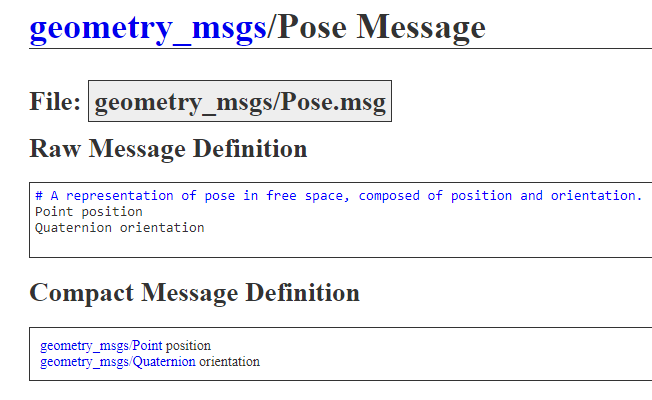 geometry_msgs/Pose Message
File: geometry_msgs/Pose.msg
Raw Message Definition
# A representation of pose in free space, composed of position and orientation.
Point position
Quaternion orientation
Compact Message Definition
geometry_msgs/Point position
geometry_msgs/Quaternion orientation